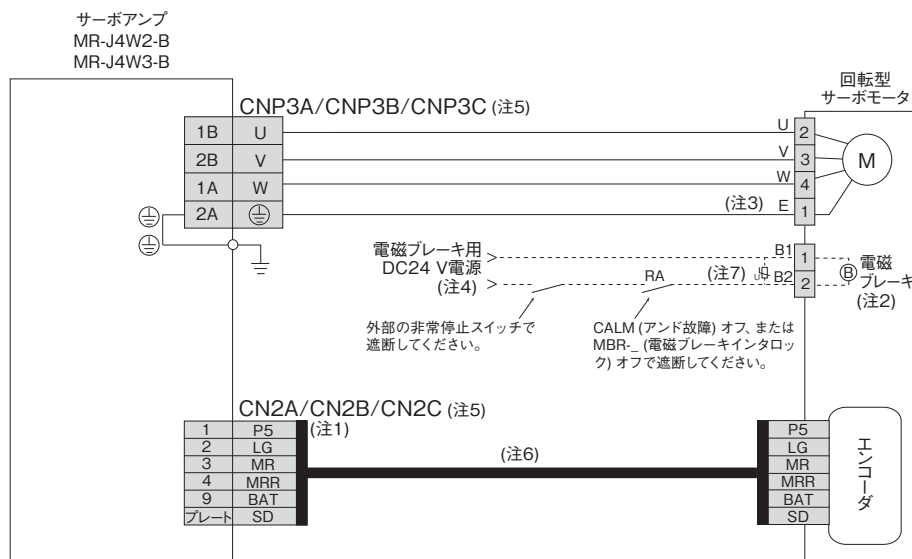 サーボアンプ
MR-J4W2-B
MR-J4W3-B
回転型
サーボモータ
CNP3A/CNP3B/CNP3C (注5)
1B U
2B V
1A W
2A
U 2
V 3
W 4
(注3) E 1
M
電磁ブレーキ用
DC24 V電源
(注4)
RA
(注7)
U
B1 1
B2 2
B
電磁
ブレーキ
(注2)
外部の非常停止スイッチで
遮断してください。
CALM (アンド故障) オフ、または
MBR-_ (電磁ブレーキインタロッ
ク) オフで遮断してください。
CN2A/CN2B/CN2C (注5)
(注1)
1 P5
2 LG
3 MR
4 MRR
9 BAT
プレート SD
(注6)
P5
LG
MR
MRR
BAT
SD
エンコーダ